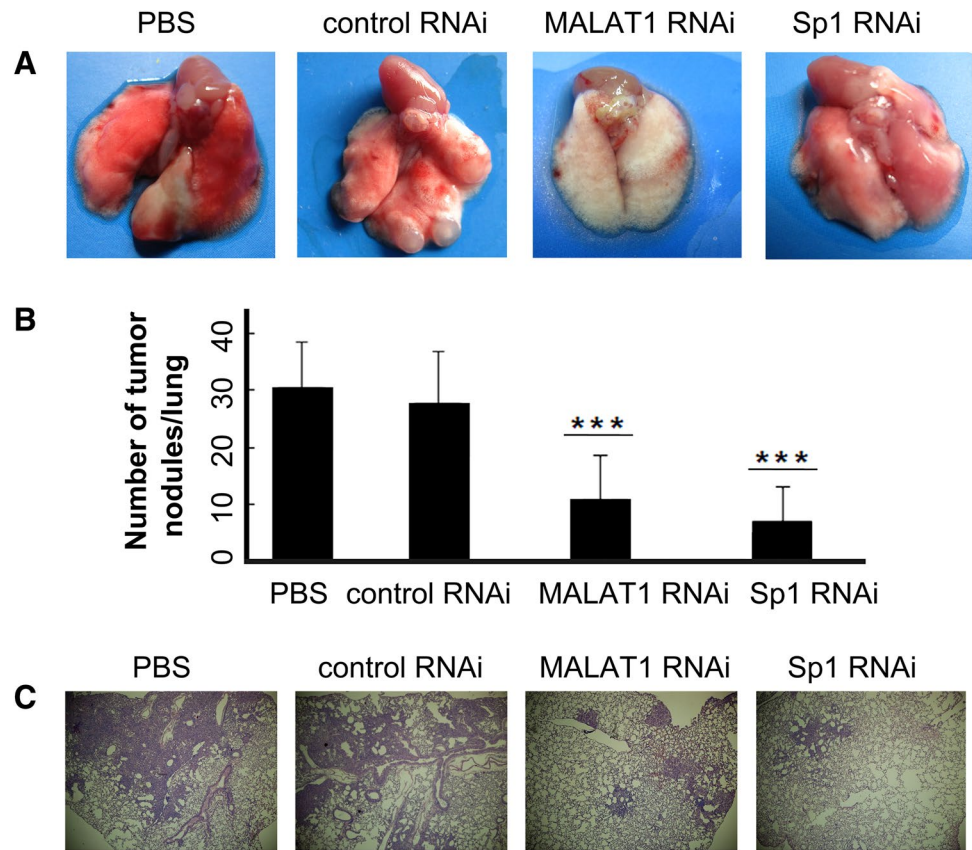 PBS control RNAi MALAT1 RNAi Sp1 RNAi
A
B
Number of tumor
nodules/lung
40
30
20
10
0
*** 
***
PBS control RNAi MALAT1 RNAi Sp1 RNAi
PBS control RNAi MALAT1 RNAi Sp1 RNAi
C